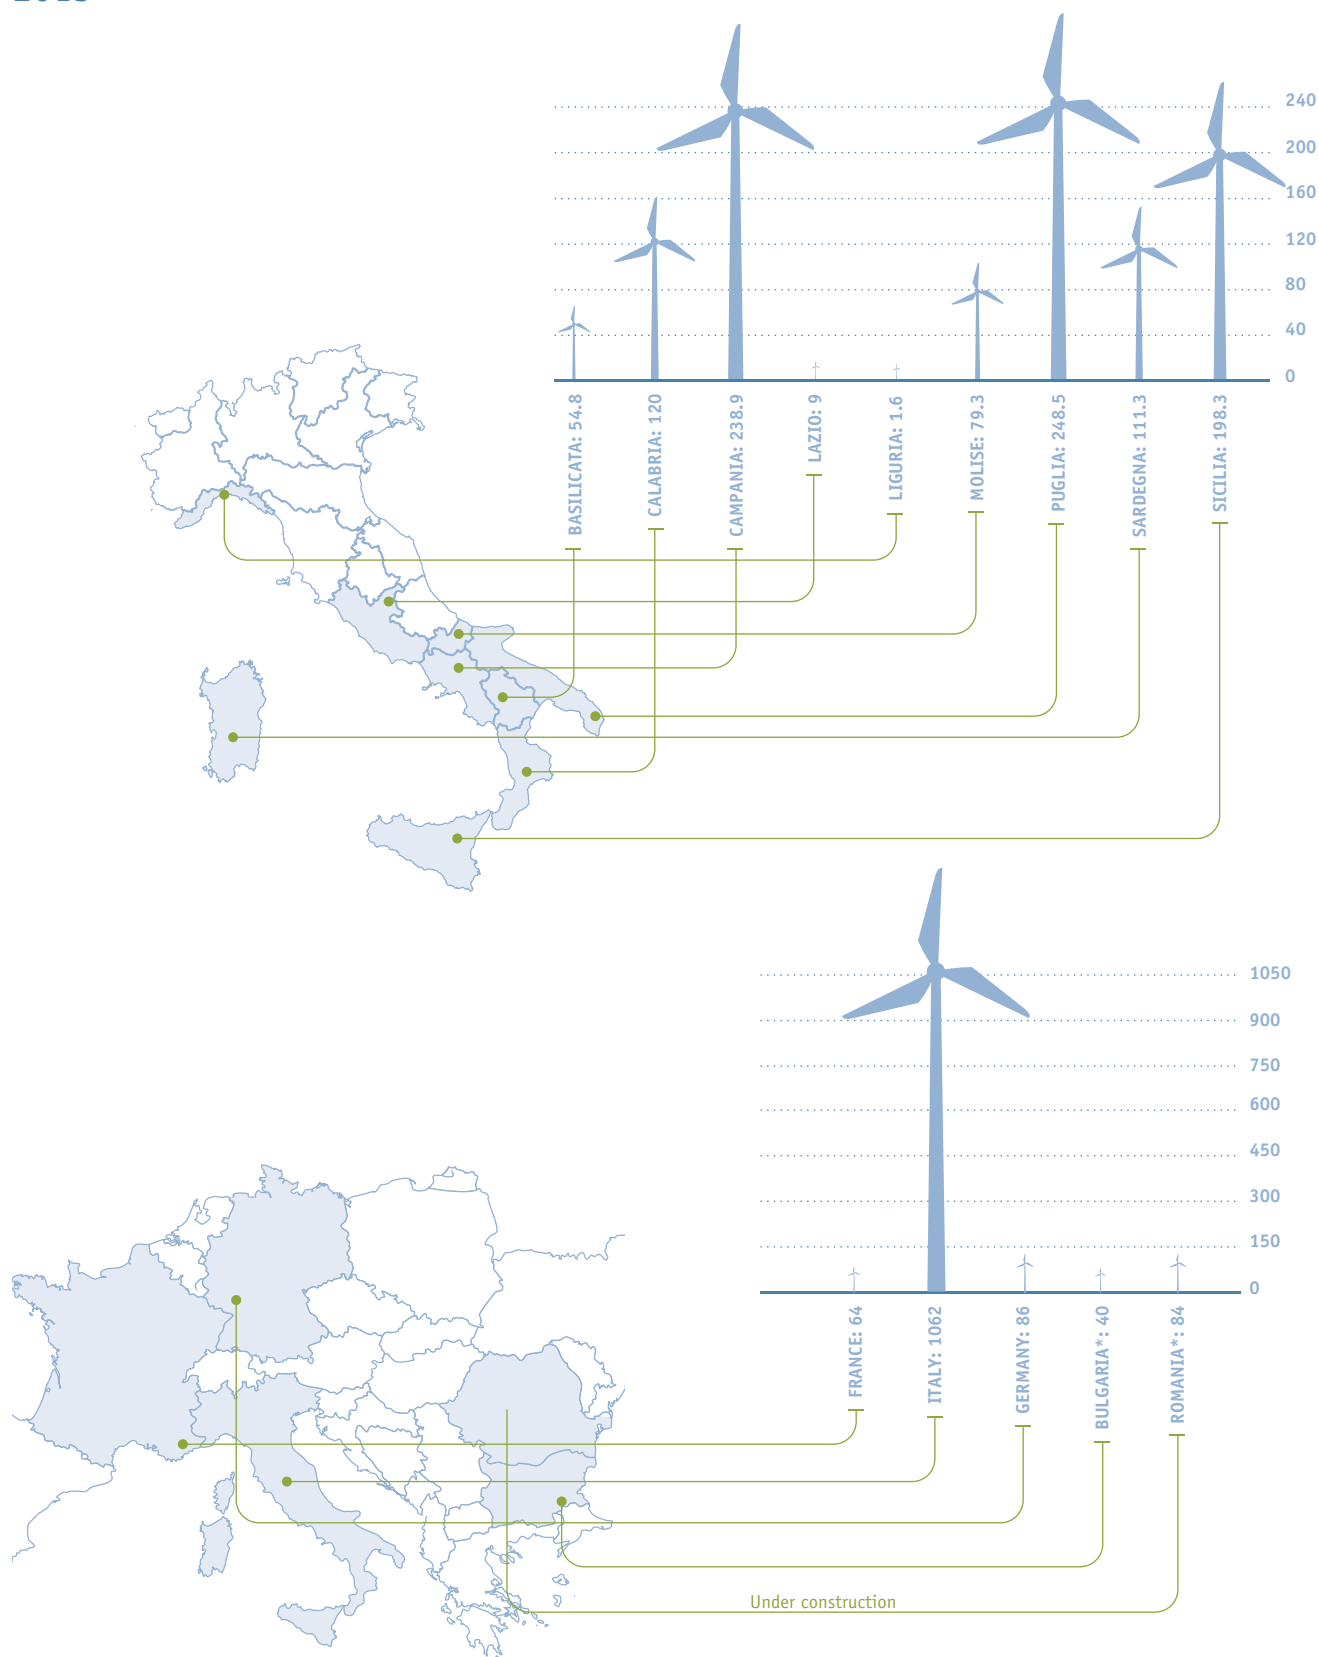 240
200
160
120
80
40
0
BASILICATA: 54.8
CALABRIA: 120
CAMPANIA: 238.9
LAZIO: 9
LIGURIA: 1.6
MOLISE: 79.3
PUGLIA: 248.5
SARDEGNA: 111.3
SICILIA: 198.3
1050
900
750
600
450
300
150
0
FRANCE: 64
ITALY: 1062
GERMANY: 86
BULGARIA*: 40
ROMANIA*: 84
Under construction